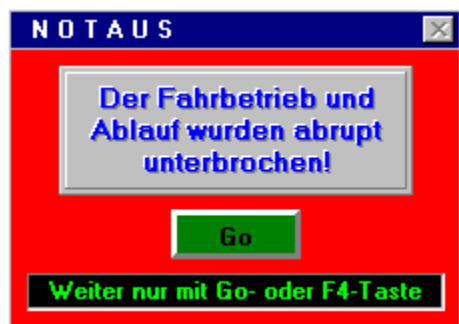 NOTAUS
Der Fahrbetrieb und
Ablauf wurden abrupt
unterbrochen!
Go
Weiter nur mit Go- oder F4-Taste